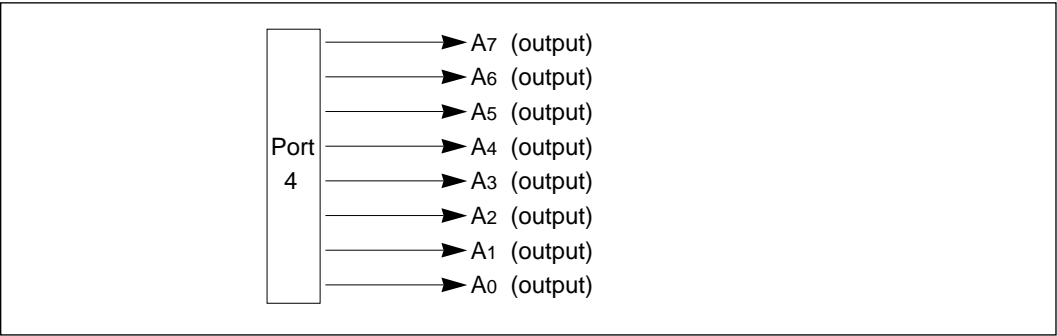 A7 (output)
A6 (output)
A5 (output)
Port
4
A4 (output)
A3 (output)
A2 (output)
A1 (output)
A0 (output)